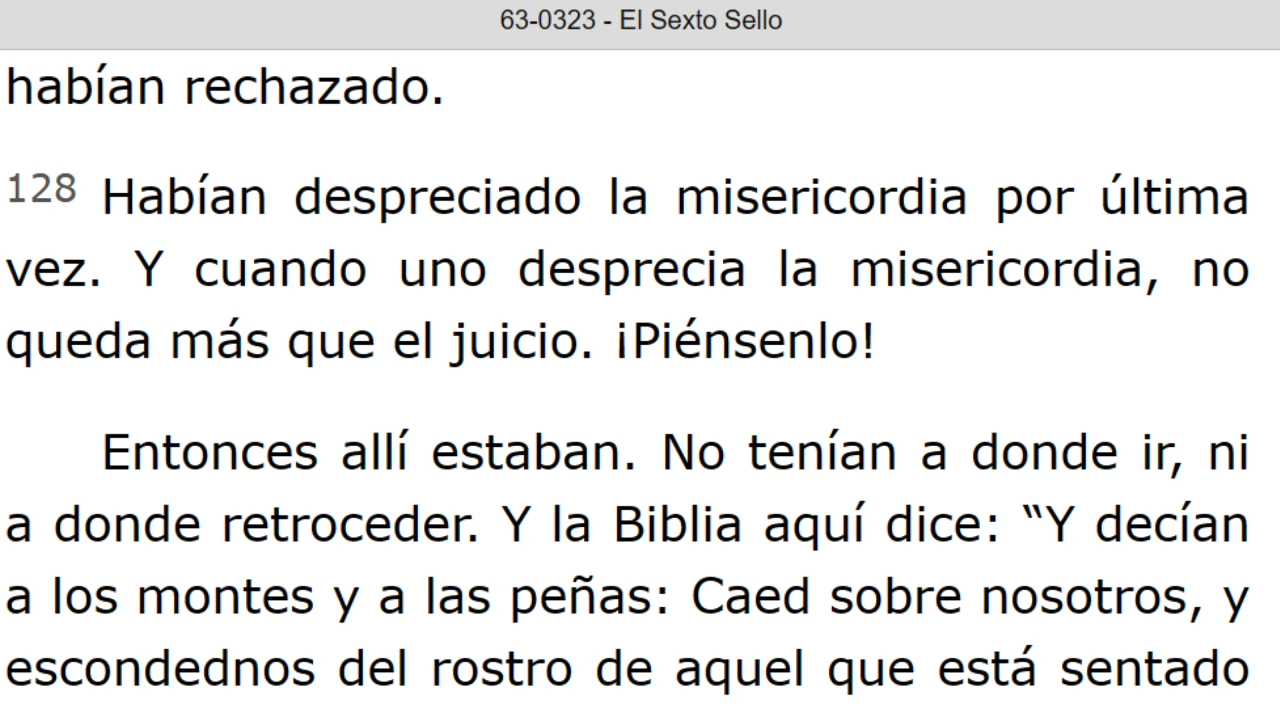 63-0323 - El Sexto Sello
habían rechazado.
128 Habían despreciado la misericordia por última
vez. Y cuando uno desprecia la misericordia, no
queda más que el juicio. ¡Piénsenlo!
Entonces allí estaban. No tenían a donde ir, ni
a donde retroceder. Y la Biblia aquí dice: “Y decían
a los montes y a las peñas: Caed sobre nosotros, y
escondednos del rostro de aquel que está sentado